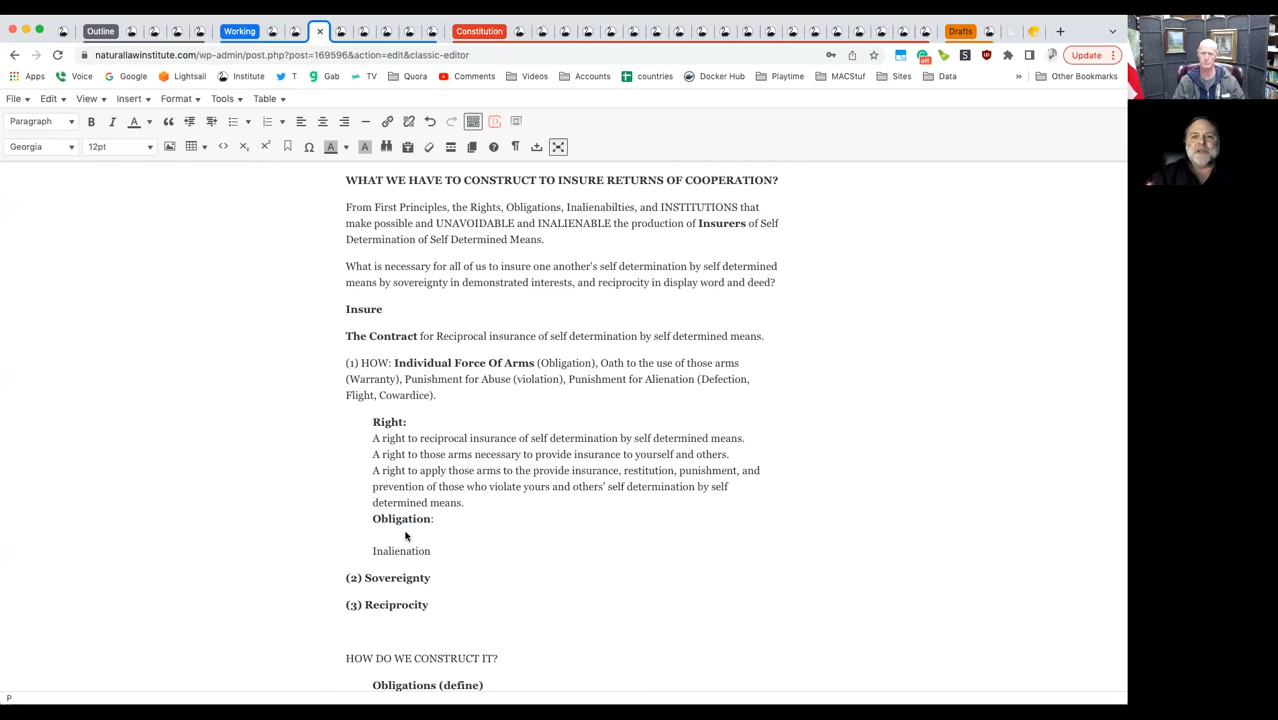 Outline
Working
Constitution
Drafts
naturallawinstitute.com/wp-admin/post.php?post=169596&action=edit&classic-editor
off
Update
Apps
Voice
Google
Lightsail
Institute
T
Gab
TV
Quora
Comments
Videos
Accounts
countries
Docker Hub
Playtime
MACStuf
Sites
Data
»
Other Bookmarks
File Edit View Insert Format Tools Table
Paragraph
Georgia
12pt
WHAT WE HAVE TO CONSTRUCT TO INSURE RETURNS OF COOPERATION?
From First Principles, the Rights, Obligations, Inalienabilties, and INSTITUTIONS that
make possible and UNAVOIDABLE and INALIENABLE the production of Insurers of Self
Determination of Self Determined Means.
What is necessary for all of us to insure one another's self determination by self determined
means by sovereignty in demonstrated interests, and reciprocity in display word and deed?
Insure
The Contract for Reciprocal insurance of self determination by self determined means.
(1) HOW: Individual Force Of Arms (Obligation), Oath to the use of those arms
(Warranty), Punishment for Abuse (violation), Punishment for Alienation (Defection,
Flight, Cowardice).
Right:
A right to reciprocal insurance of self determination by self determined means.
A right to those arms necessary to provide insurance to yourself and others.
A right to apply those arms to the provide insurance, restitution, punishment, and
prevention of those who violate yours and others' self determination by self
determined means.
Obligation:
Inalienation
(2) Sovereignty
(3) Reciprocity
HOW DO WE CONSTRUCT IT?
Obligations (define)
P